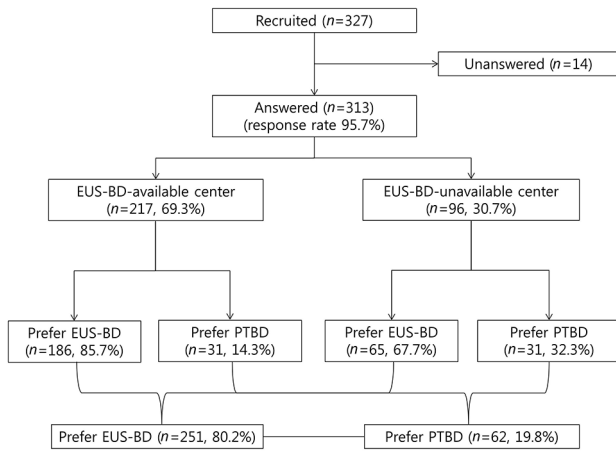 Recruited (n=327)
Unanswered (n=14)
Answered (n=313)
(response rate 95.7%)
EUS-BD-available center
(n=217, 69.3%)
EUS-BD-unavailable center
(n=96, 30.7%)
Prefer EUS-BD
(n=186, 85.7%)
Prefer PTBD
(n=31, 14.3%)
Prefer EUS-BD
(n=65, 67.7%)
Prefer PTBD
(n=31, 32.3%)
Prefer EUS-BD (n=251, 80.2%)
Prefer PTBD (n=62, 19.8%)